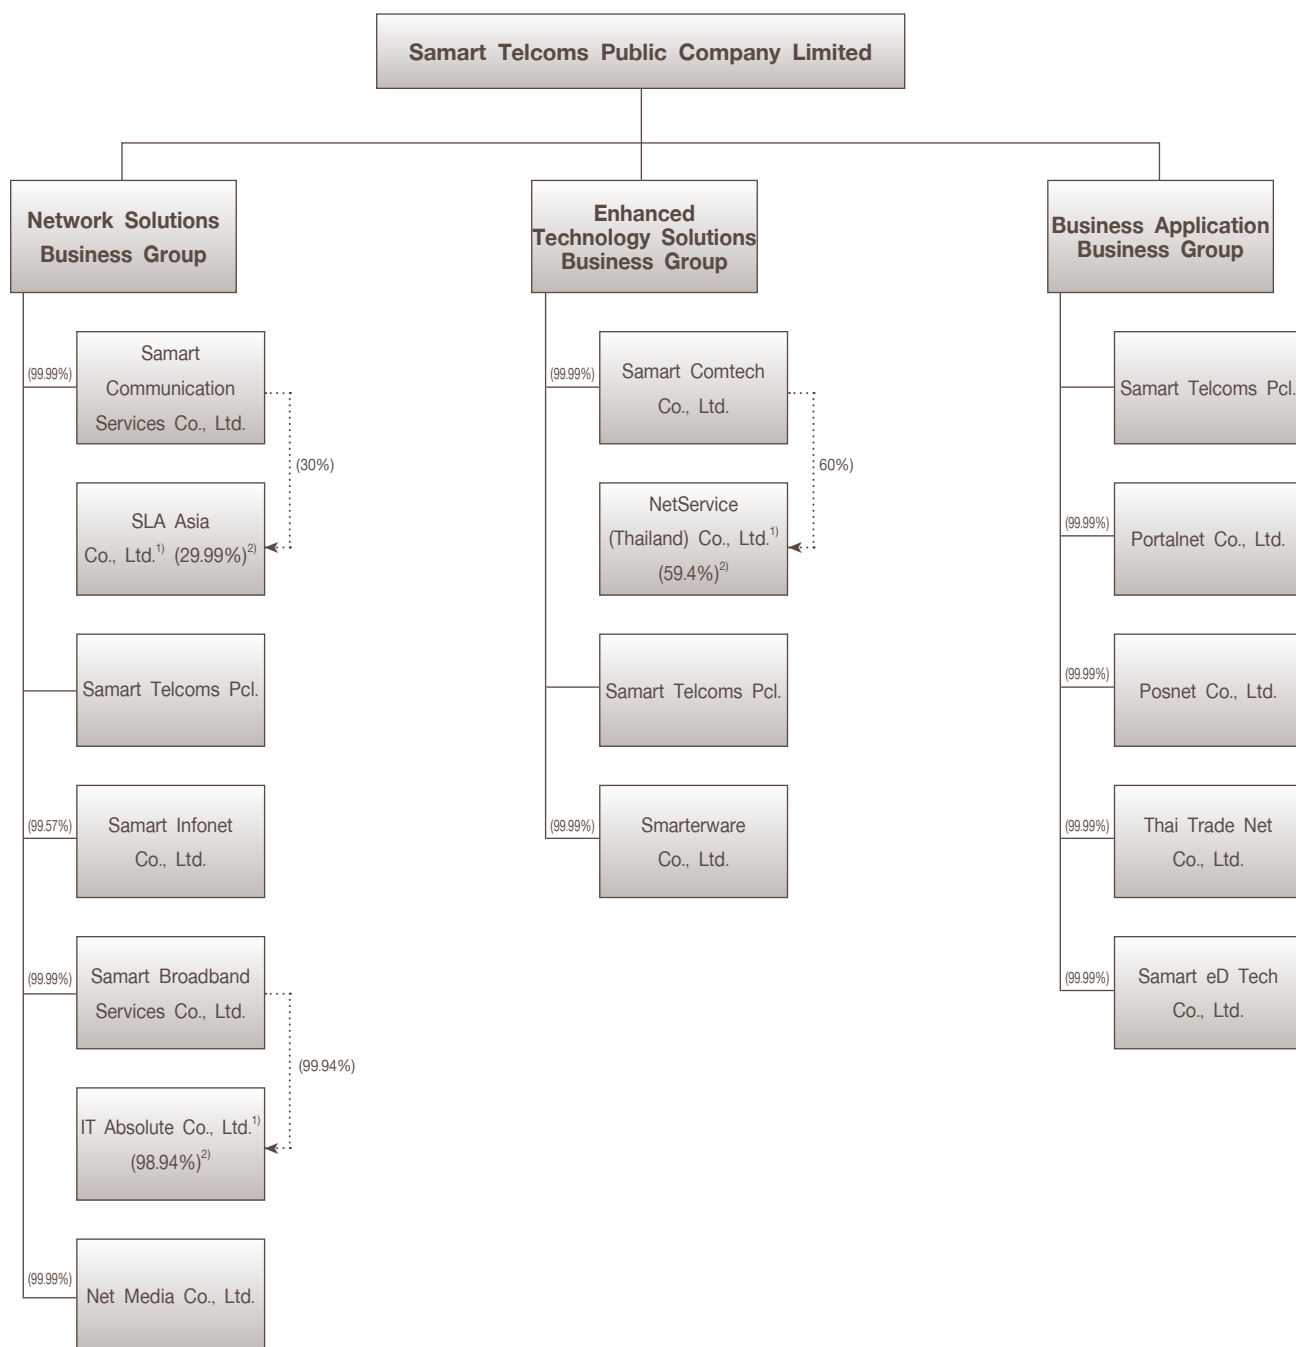 Samart Telcoms Public Company Limited
Network Solutions
Business Group
(99.99%)
Samart
Communication
Services Co., Ltd.
(30%)
SLA Asia
Co., Ltd.¹⁾ (29.99%)²⁾
Samart Telcoms Pcl.
(99.57%)
Samart Infonet
Co., Ltd.
(99.99%)
Samart Broadband
Services Co., Ltd.
(99.94%)
IT Absolute Co., Ltd.¹⁾
(98.94%)²⁾
(99.99%)
Net Media Co., Ltd.
Enhanced
Technology Solutions
Business Group
(99.99%)
Samart Comtech
Co., Ltd.
60%)
NetService
(Thailand) Co., Ltd.¹⁾
(59.4%)²⁾
Samart Telcoms Pcl.
(99.99%)
Smarterware
Co., Ltd.
Business Application
Business Group
Samart Telcoms Pcl.
(99.99%)
Portalnet Co., Ltd.
(99.99%)
Posnet Co., Ltd.
(99.99%)
Thai Trade Net
Co., Ltd.
(99.99%)
Samart eD Tech
Co., Ltd.